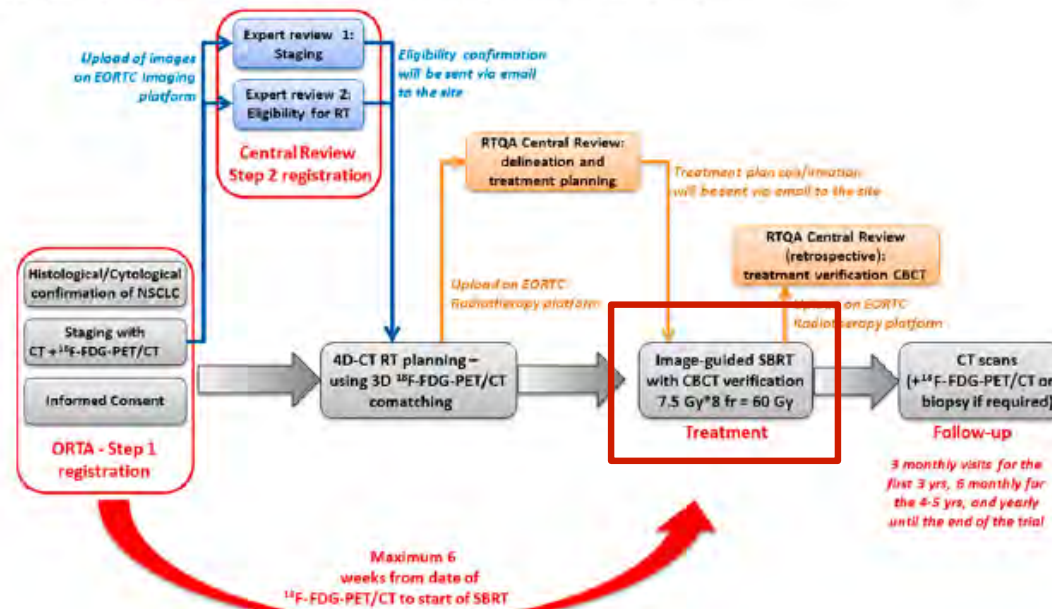 Upload of images
on EORTC Imaging
platform
Expert review 1:
Staging
Expert review 2:
Eligibility for RT
Central Review
Step 2 registration
Eligibility confirmation
will be sent via email
to the site
RTQA Central Review:
delineation and
treatment planning
Treatment plan confirmation
will be sent via email to the site
RTQA Central Review
(retrospective):
treatment verification CBCT
Upload on EORTC
Radiotherapy platform
Upload on EORTC
Radiotherapy platform
Histological/Cytological
confirmation of NSCLC
Staging with
CT +¹⁸F-FDG-PET/CT
Informed Consent
ORTA - Step 1
registration
4D-CT RT planning –
using 3D ¹⁸F-FDG-PET/CT
comatching
Image-guided SBRT
with CBCT verification
7.5 Gy*8 fr = 60 Gy
Treatment
CT scans
(+¹⁸F-FDG-PET/CT or
biopsy if required)
Follow-up
3 monthly visits for the
first 3 yrs, 6 monthly for
the 4-5 yrs, and yearly
until the end of the trial
Maximum 6
weeks from date of
¹⁸F-FDG-PET/CT to start of SBRT